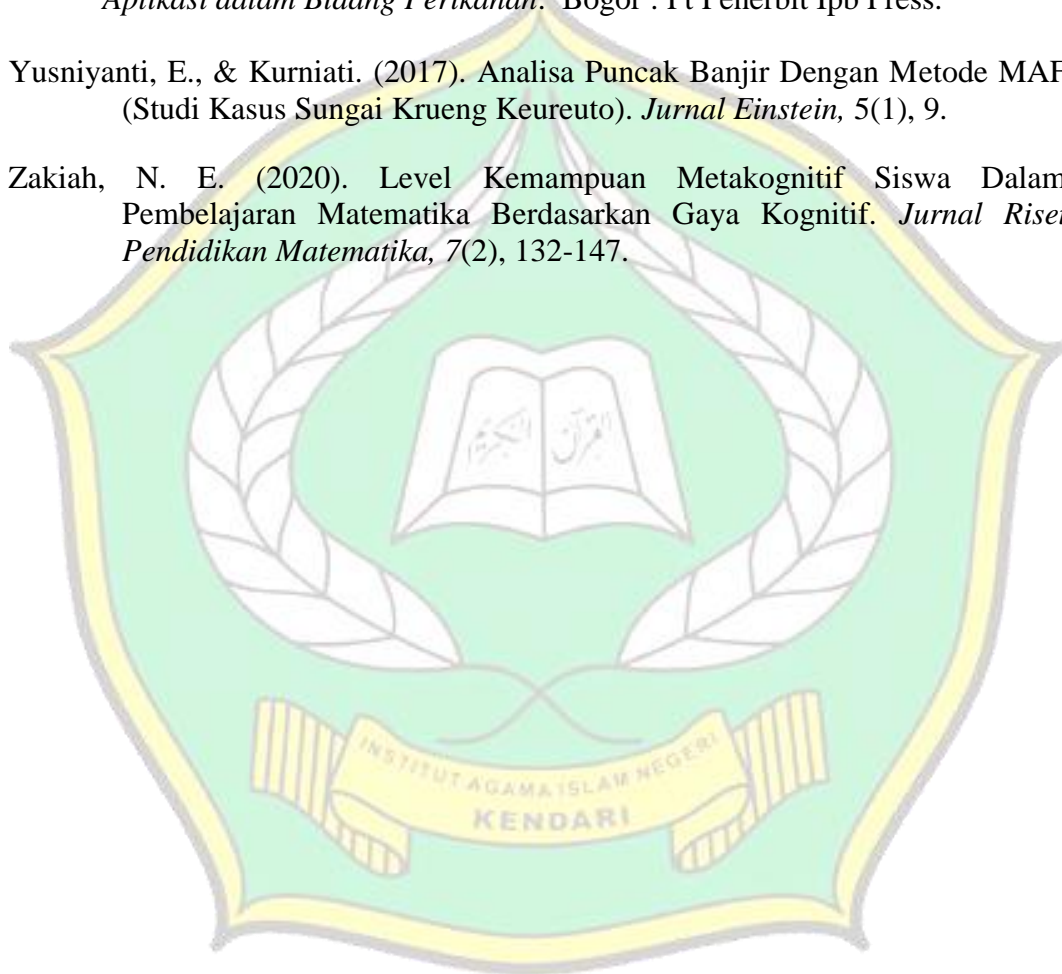 Aplikasi dalam Bidang Perikanan. Bogor : Pt Penerbit Ipb Press.
Yusniyanti, E., & Kurniati. (2017). Analisa Puncak Banjir Dengan Metode MAF
(Studi Kasus Sungai Krueng Keureuto). Jurnal Einstein, 5(1), 9.
Zakiah, N. E. (2020). Level Kemampuan Metakognitif Siswa Dalam
Pembelajaran Matematika Berdasarkan Gaya Kognitif. Jurnal Riset
Pendidikan Matematika, 7(2), 132-147.
القرآن الكريم
INSTITUT AGAMA ISLAM NEGERI
KENDARI